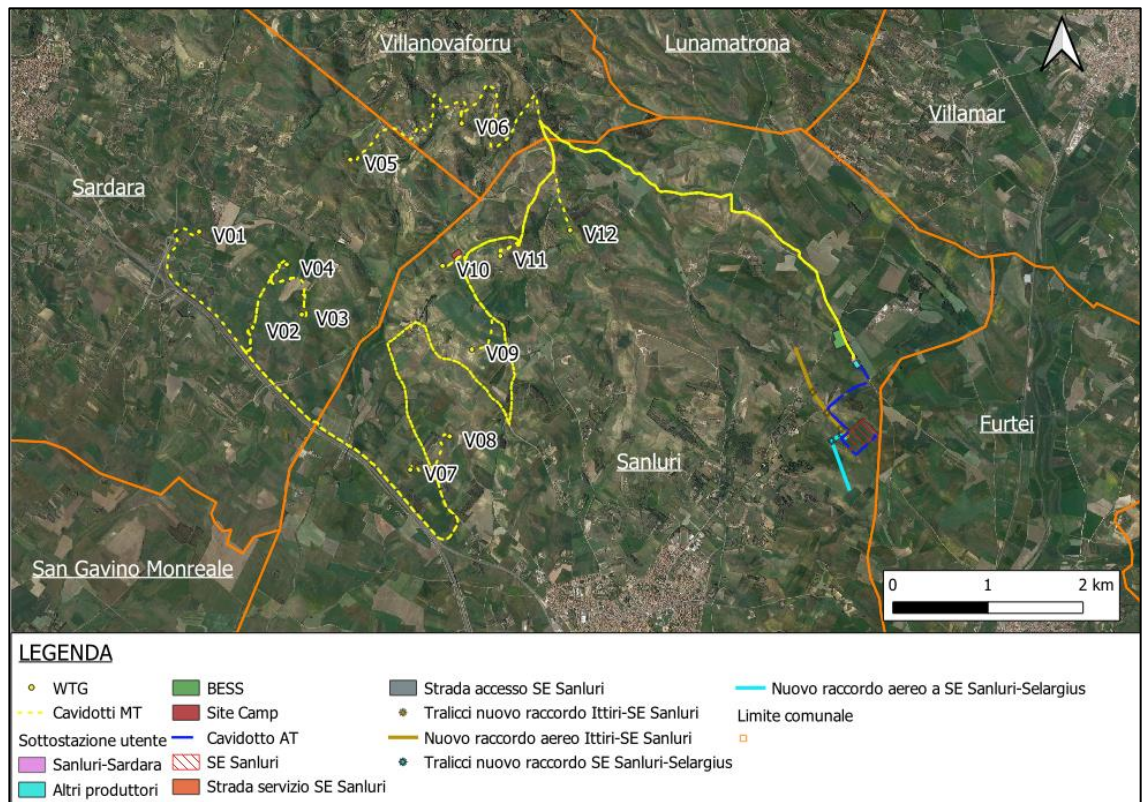 Villanovaforru
Lunamatrona
Villamar
V06
V05
Sardara
V01
V12
V11
V04
V10
V03
V02
V09
Furtei
V08
Sanluri
V07
San Gavino Monreale
0 1 2 km
LEGENDA
WTG
Cavidotti MT
Sottostazione utente
Sanluri-Sardara
Altri produttori
BESS
Site Camp
Cavidotto AT
SE Sanluri
Strada servizio SE Sanluri
Strada accesso SE Sanluri
Tralicci nuovo raccordo Ittiri-SE Sanluri
Nuovo raccordo aereo Ittiri-SE Sanluri
Tralicci nuovo raccordo SE Sanluri-Selargius
Nuovo raccordo aereo a SE Sanluri-Selargius
Limite comunale